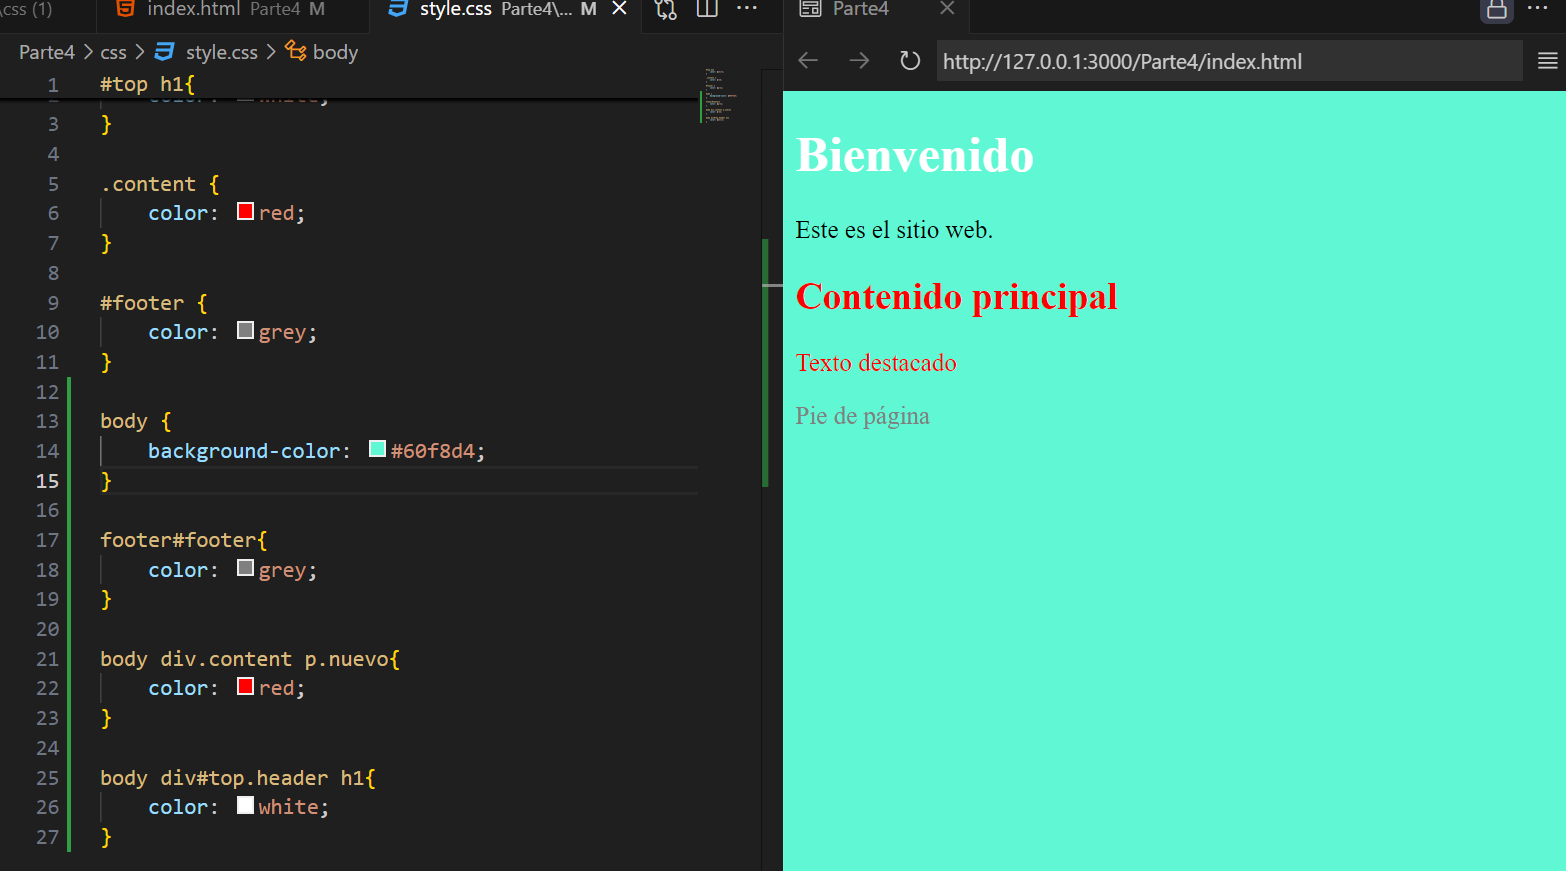 \css (1)
index.html Parte4 M
style.css Parte4\... M
Parte4 > css > style.css > body
1 #top h1{
color: white;
3 }
4
5 .content {
6 color: red;
7 }
8
9 #footer {
10 color: grey;
11 }
12
13 body {
14 background-color: #60f8d4;
15 }
16
17 footer#footer{
18 color: grey;
19 }
20
21 body div.content p.nuevo{
22 color: red;
23 }
24
25 body div#top.header h1{
26 color: white;
27 }
Parte4
http://127.0.0.1:3000/Parte4/index.html
Bienvenido
Este es el sitio web.
Contenido principal
Texto destacado
Pie de página